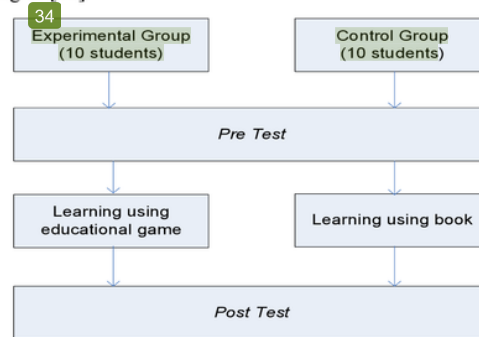 34
Experimental Group
(10 students)
Control Group
(10 students)
Pre Test
Learning using
educational game
Learning using book
Post Test